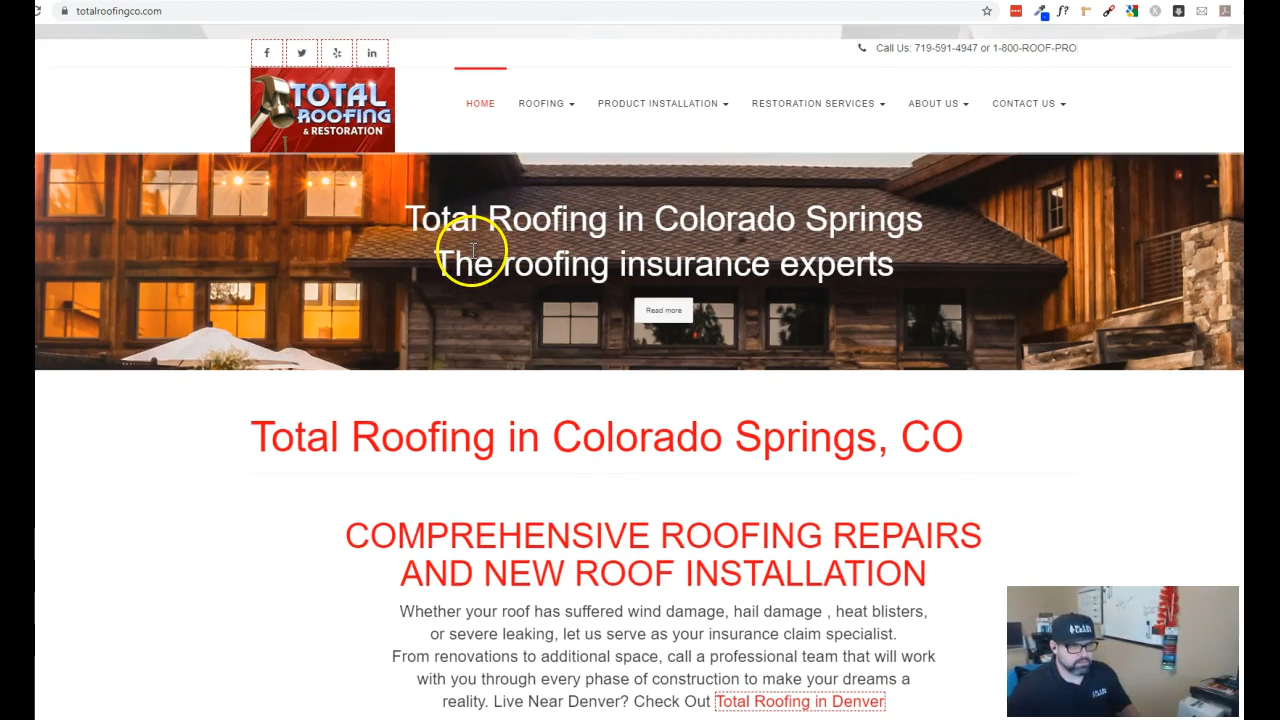 totalroofingco.com
Call Us: 719-591-4947 or 1-800-ROOF-PRO
TOTAL
ROOFING
& RESTORATION
HOME ROOFING PRODUCT INSTALLATION RESTORATION SERVICES ABOUT US CONTACT US
Total Roofing in Colorado Springs
The roofing insurance experts
Read more
Total Roofing in Colorado Springs, CO
COMPREHENSIVE ROOFING REPAIRS
AND NEW ROOF INSTALLATION
Whether your roof has suffered wind damage, hail damage , heat blisters,
or severe leaking, let us serve as your insurance claim specialist.
From renovations to additional space, call a professional team that will work
with you through every phase of construction to make your dreams a
reality. Live Near Denver? Check Out Total Roofing in Denver